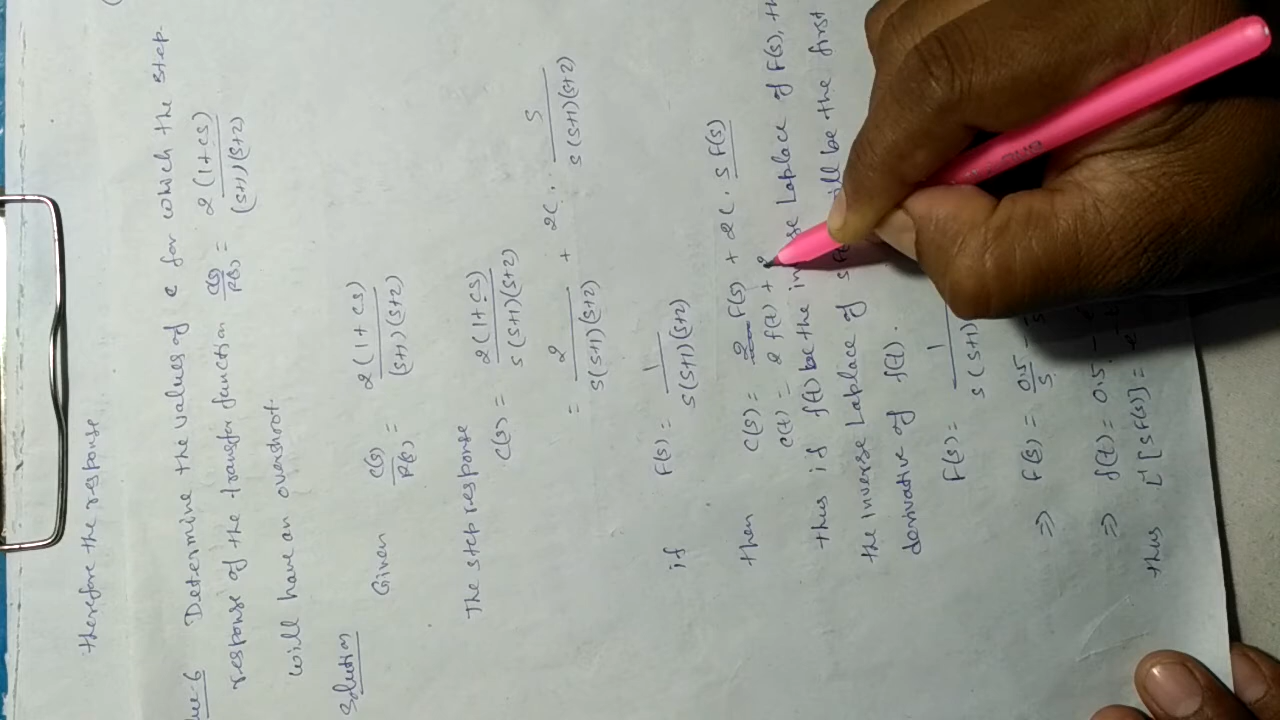 therefore the response
Determine the values of c for which the step
response of the transfer function C(s)/R(s) = 2(1+cs)/(s+1)(s+2)
will have an overshoot.
Solution
Given C(s)/R(s) = 2(1+cs)/(s+1)(s+2)
The step response
C(s) = 2(1+cs)/s(s+1)(s+2)
= 2/s(s+1)(s+2) + 2c. s/s(s+1)(s+2)
if F(s) = 1/s(s+1)(s+2)
then C(s) = 2 F(s) + 2c. sF(s)
c(t) = 2 f(t) +
thus if f(t) be the inverse Laplace of F(s),
the inverse Laplace of will be the first
derivative of f(t).
F(s) = 1/s(s+1)
⇒ F(s) = 0.5/s -
⇒ f(t) = 0.5 -
thus L⁻¹[sF(s)] =